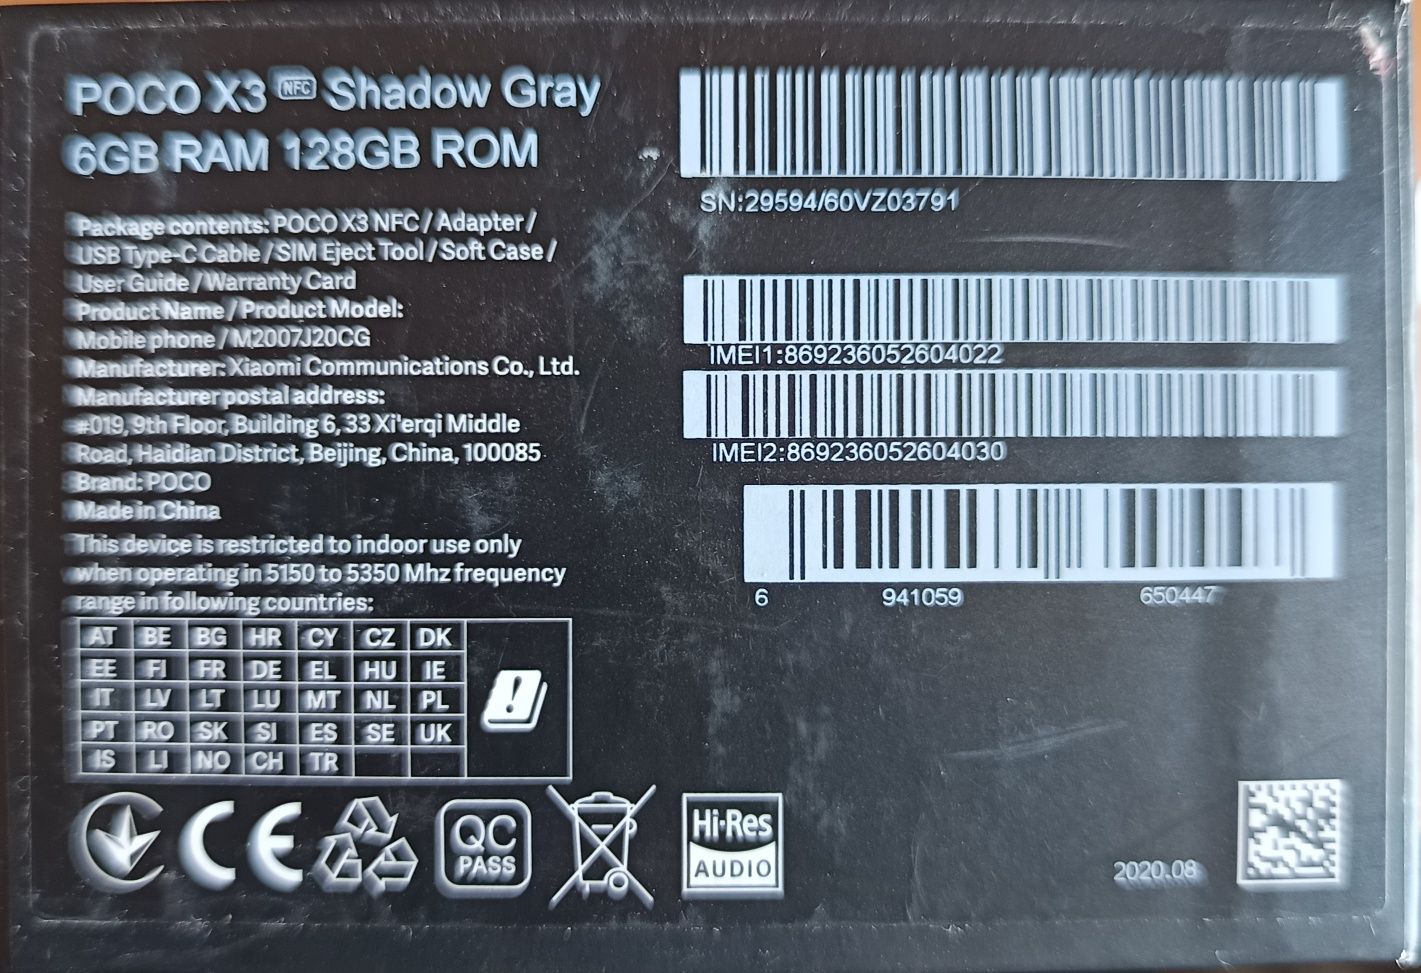 POCO X3 NFC Shadow Gray
6GB RAM 128GB ROM
Package contents: POCO X3 NFC / Adapter /
USB Type-C Cable / SIM Eject Tool / Soft Case /
User Guide / Warranty Card
Product Name / Product Model:
Mobile phone / M2007J20CG
Manufacturer: Xiaomi Communications Co., Ltd.
Manufacturer postal address:
#019, 9th Floor, Building 6, 33 Xi'erqi Middle
Road, Haidian District, Beijing, China, 100085
Brand: POCO
Made in China
This device is restricted to indoor use only
when operating in 5150 to 5350 Mhz frequency
range in following countries:
AT BE BG HR CY CZ DK
EE FI FR DE EL HU IE
IT LV LT LU MT NL PL
PT RO SK SI ES SE UK
IS LI NO CH TR
CE
QC
PASS
Hi-Res
AUDIO
SN:29594/60VZ03791
IMEI1:869236052604022
IMEI2:869236052604030
6 941059 650447
2020.08